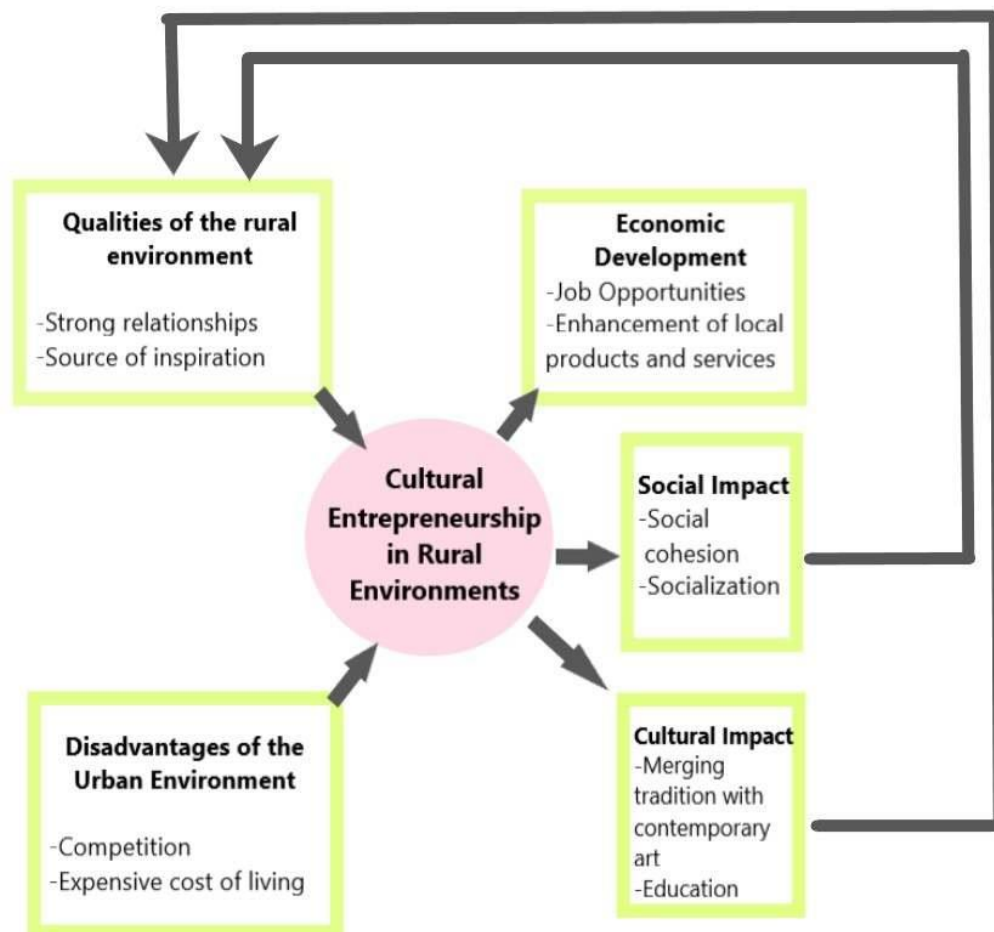 Qualities of the rural
environment
-Strong relationships
-Source of inspiration
Economic
Development
-Job Opportunities
-Enhancement of local
products and services
Cultural
Entrepreneurship
in Rural
Environments
Social Impact
-Social
cohesion
-Socialization
Disadvantages of the
Urban Environment
-Competition
-Expensive cost of living
Cultural Impact
-Merging
tradition with
contemporary
art
-Education